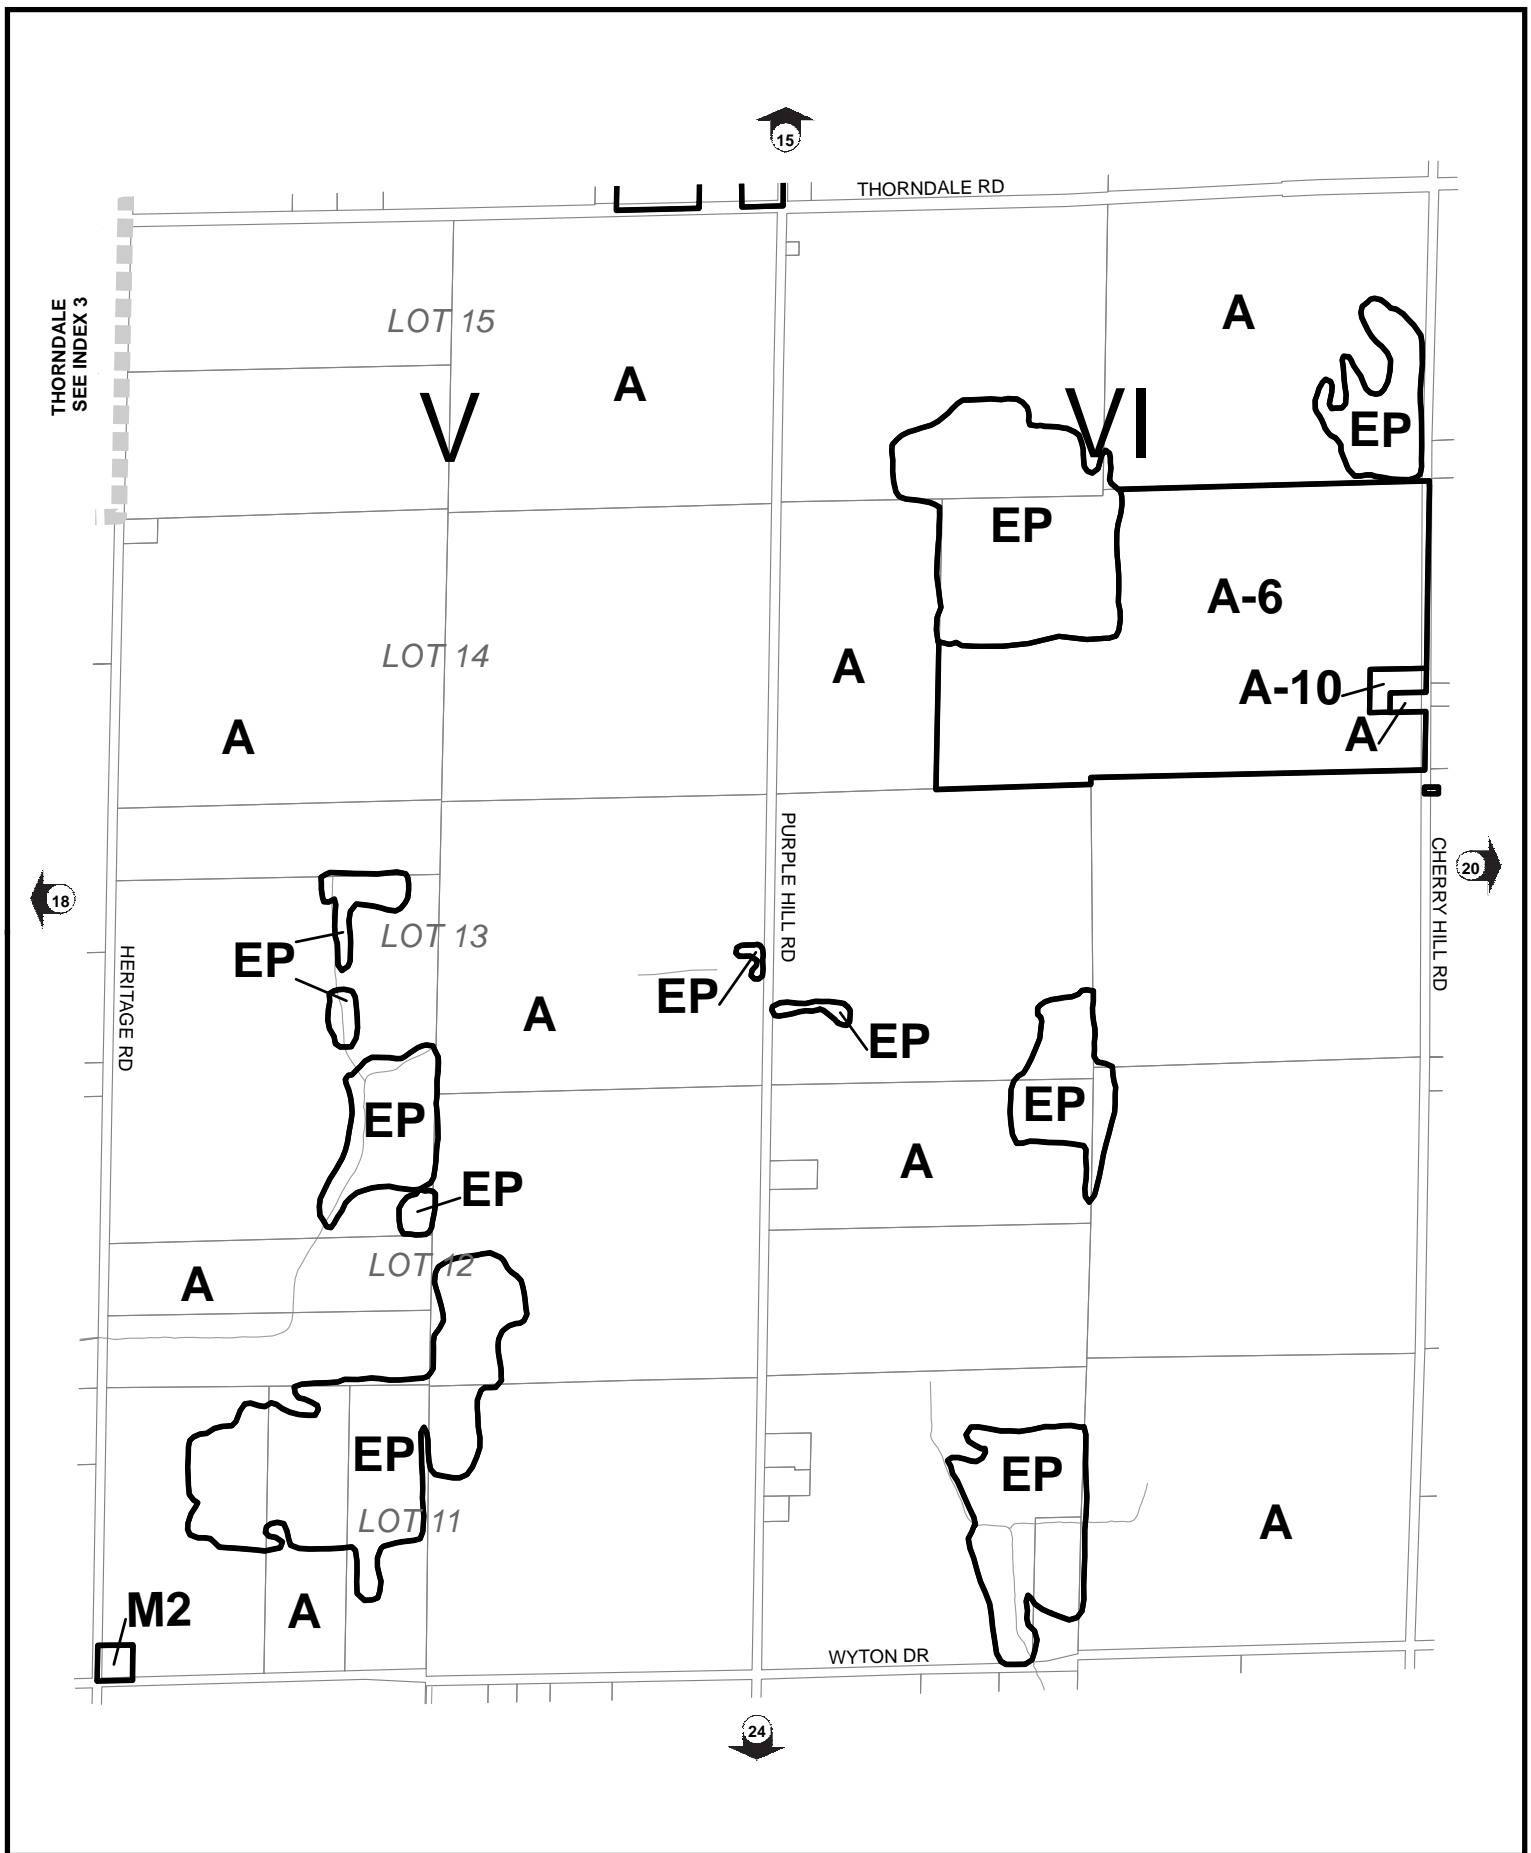 15
THORNDALE RD
THORNDALE
SEE INDEX 3
LOT 15
A
A
V
VI
EP
EP
A-6
LOT 14
A
A-10
A
A
PURPLE HILL RD
CHERRY HILL RD
20
18
HERITAGE RD
LOT 13
EP
EP
A
EP
EP
EP
A
EP
LOT 12
A
EP
EP
LOT 11
A
M2
A
WYTON DR
24